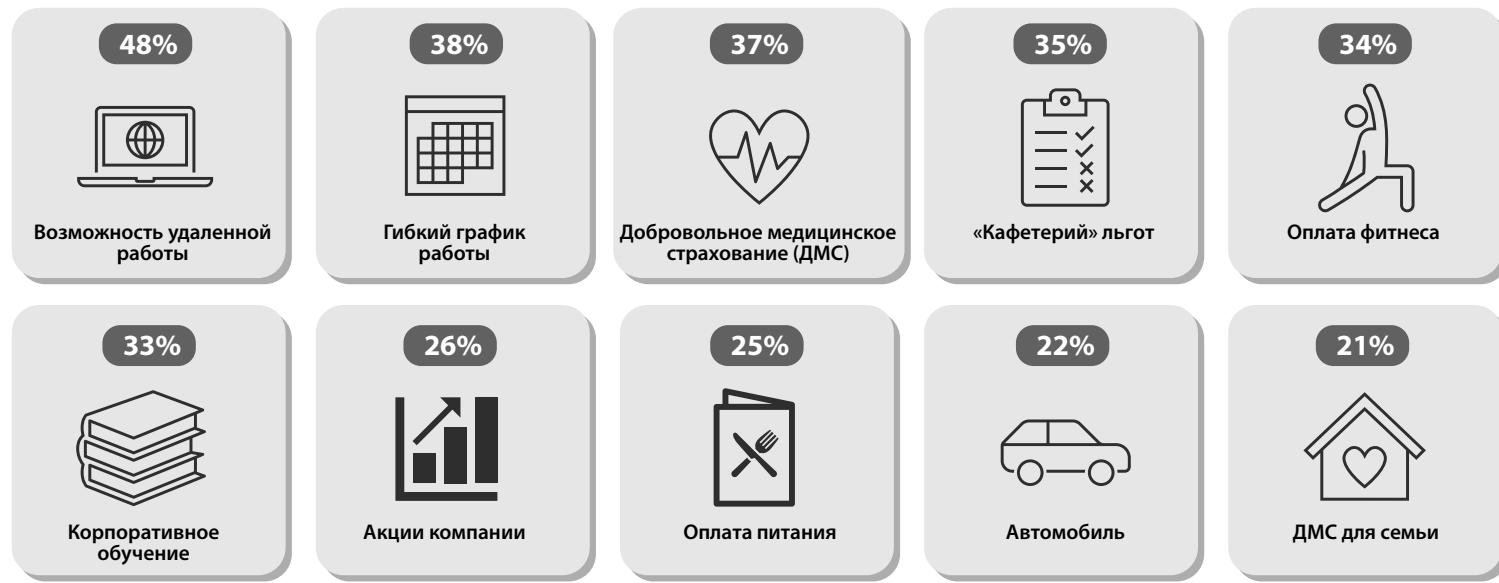 48%
38%
37%
35%
34%
Возможность удаленной
работы
Гибкий график
работы
Добровольное медицинское
страхование (ДМС)
«Кафетерий» льгот
Оплата фитнеса
33%
26%
25%
22%
21%
Корпоративное
обучение
Акции компании
Оплата питания
Автомобиль
ДМС для семьи